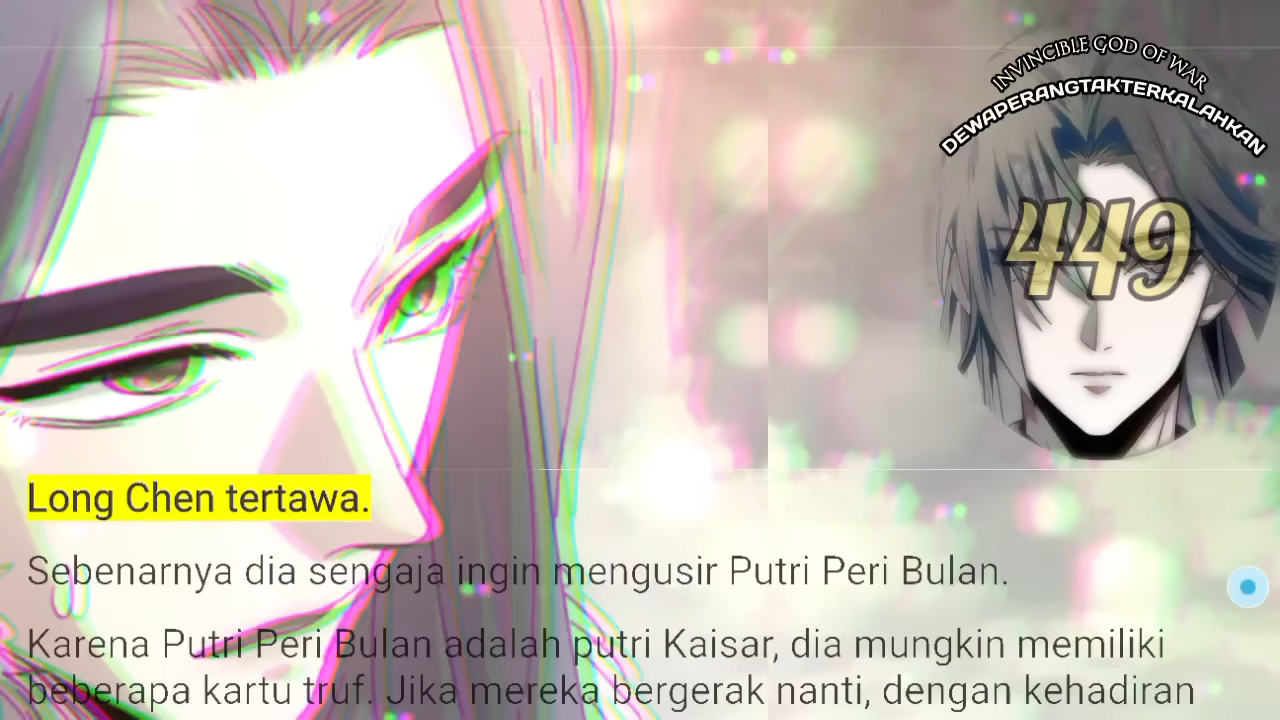 INVINCIBLE GOD OF WAR
DEWAPERANGTAKTERKALAHKAN
449
Long Chen tertawa.
Sebenarnya dia sengaja ingin mengusir Putri Peri Bulan.
Karena Putri Peri Bulan adalah putri Kaisar, dia mungkin memiliki
beberapa kartu truf. Jika mereka bergerak nanti, dengan kehadiran